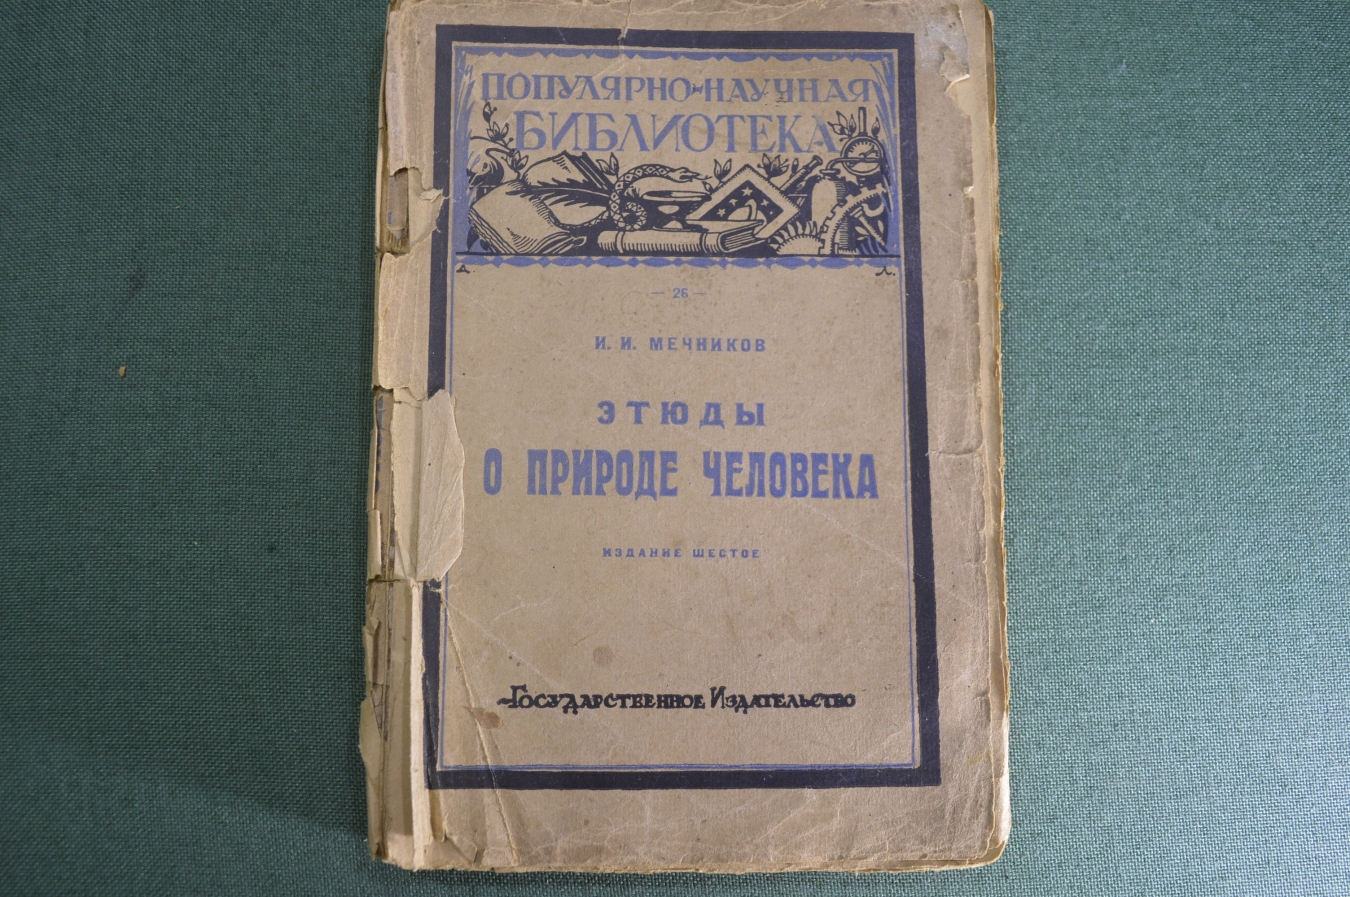 ПОПУЛЯРНО-НАУЧНАЯ
БИБЛИОТЕКА
Д. Л.
— 26 —
И. И. МЕЧНИКОВ
ЭТЮДЫ
О ПРИРОДЕ ЧЕЛОВЕКА
ИЗДАНИЕ ШЕСТОЕ
ГОСУДАРСТВЕННОЕ ИЗДАТЕЛЬСТВО